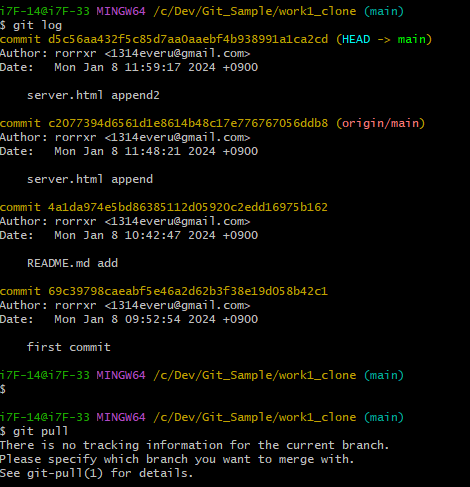 i7F-14@i7F-33 MINGW64 /c/Dev/Git_Sample/work1_clone (main)
$ git log
commit d5c56aa432f5c85d7aa0aaebf4b938991a1ca2cd (HEAD -> main)
Author: rorrxr <1314everu@gmail.com>
Date:   Mon Jan 8 11:59:17 2024 +0900

    server.html append2

commit c2077394d6561d1e8614b48c17e776767056ddb8 (origin/main)
Author: rorrxr <1314everu@gmail.com>
Date:   Mon Jan 8 11:48:21 2024 +0900

    server.html append

commit 4a1da974e5bd86385112d05920c2edd16975b162
Author: rorrxr <1314everu@gmail.com>
Date:   Mon Jan 8 10:42:47 2024 +0900

    README.md add

commit 69c39798caeabf5e46a2d62b3f38e19d058b42c1
Author: rorrxr <1314everu@gmail.com>
Date:   Mon Jan 8 09:52:54 2024 +0900

    first commit

i7F-14@i7F-33 MINGW64 /c/Dev/Git_Sample/work1_clone (main)
$

i7F-14@i7F-33 MINGW64 /c/Dev/Git_Sample/work1_clone (main)
$ git pull
There is no tracking information for the current branch.
Please specify which branch you want to merge with.
See git-pull(1) for details.